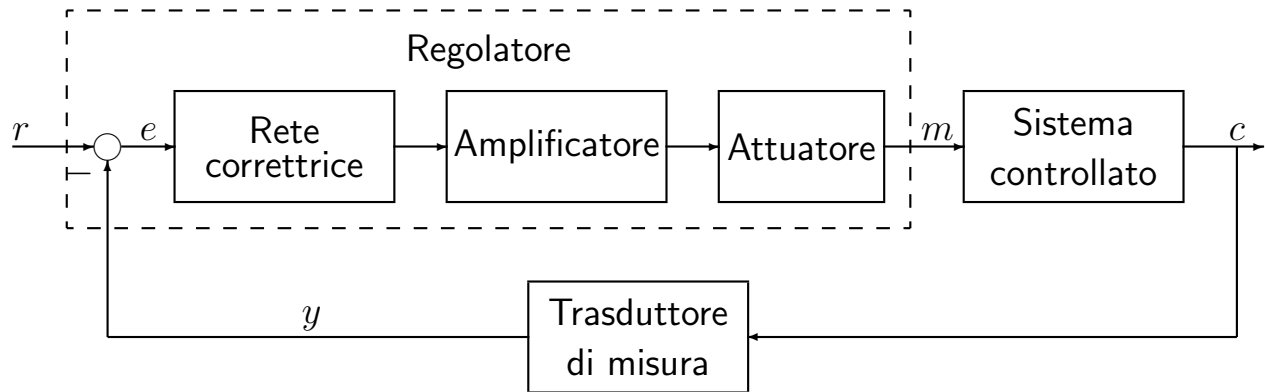 Regolatore
r
−
e
Rete
correttrice
Amplificatore
Attuatore
m
Sistema
controllato
c
y
Trasduttore
di misura